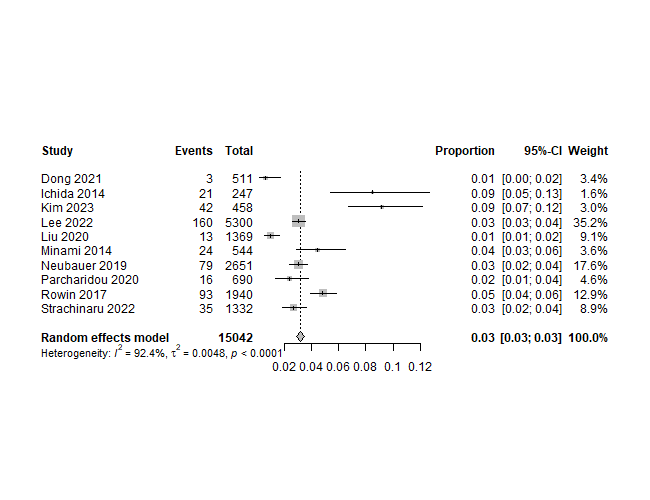 Study Events Total Proportion 95%-CI Weight
Dong 2021 3 511 0.01 [0.00; 0.02] 3.4%
Ichida 2014 21 247 0.09 [0.05; 0.13] 1.6%
Kim 2023 42 458 0.09 [0.07; 0.12] 3.0%
Lee 2022 160 5300 0.03 [0.03; 0.04] 35.2%
Liu 2020 13 1369 0.01 [0.01; 0.02] 9.1%
Minami 2014 24 544 0.04 [0.03; 0.06] 3.6%
Neubauer 2019 79 2651 0.03 [0.02; 0.04] 17.6%
Parcharidou 2020 16 690 0.02 [0.01; 0.04] 4.6%
Rowin 2017 93 1940 0.05 [0.04; 0.06] 12.9%
Strachinaru 2022 35 1332 0.03 [0.02; 0.04] 8.9%
Random effects model 15042 0.03 [0.03; 0.03] 100.0%
Heterogeneity: I² = 92.4%, τ² = 0.0048, p < 0.0001
0.02 0.04 0.06 0.08 0.1 0.12